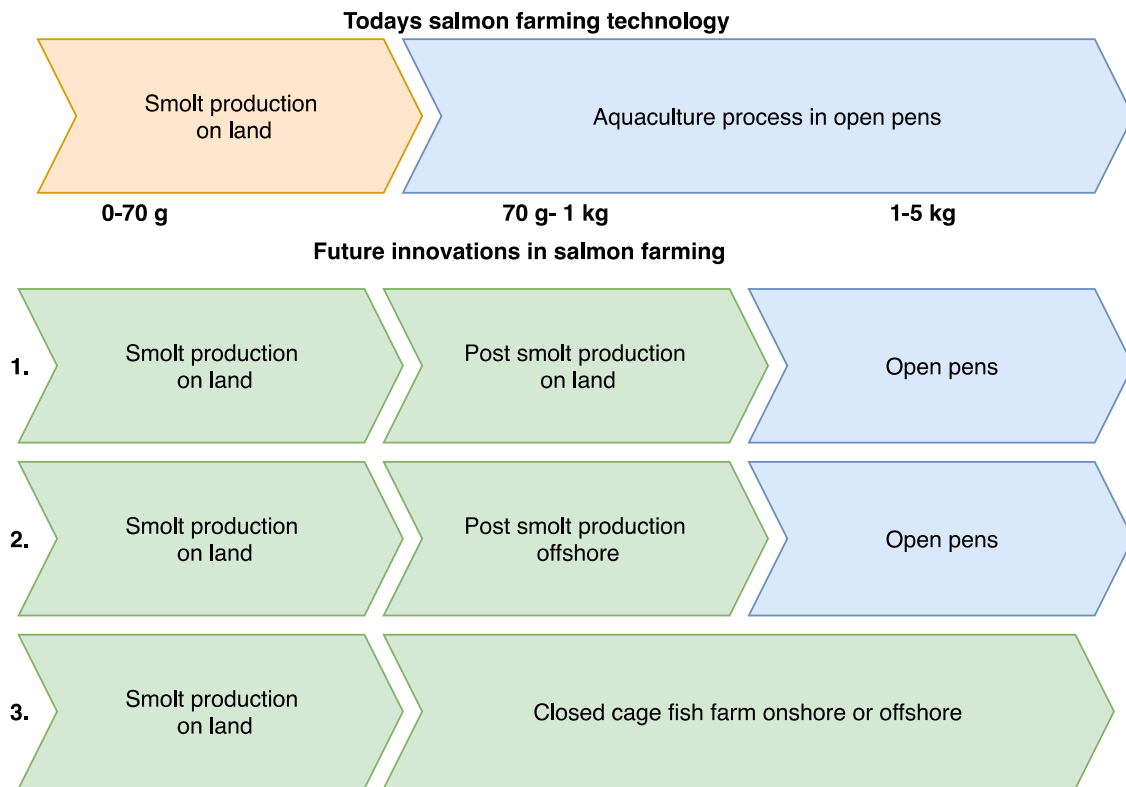 Todays salmon farming technology
Smolt production
on land
Aquaculture process in open pens
0-70 g
70 g- 1 kg
1-5 kg
Future innovations in salmon farming
1.
Smolt production
on land
Post smolt production
on land
Open pens
2.
Smolt production
on land
Post smolt production
offshore
Open pens
3.
Smolt production
on land
Closed cage fish farm onshore or offshore